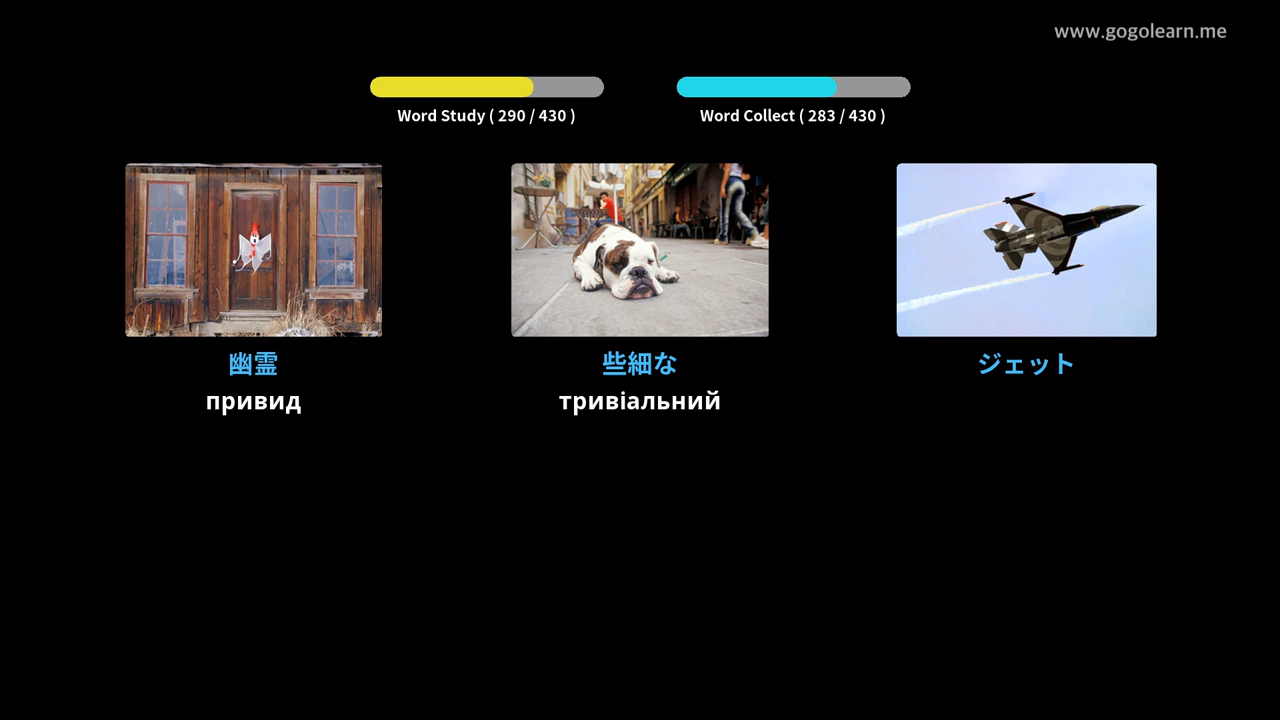 www.gogolearn.me
Word Study ( 290 / 430 )
Word Collect ( 283 / 430 )
幽霊
привид
些細な
тривіальний
ジェット